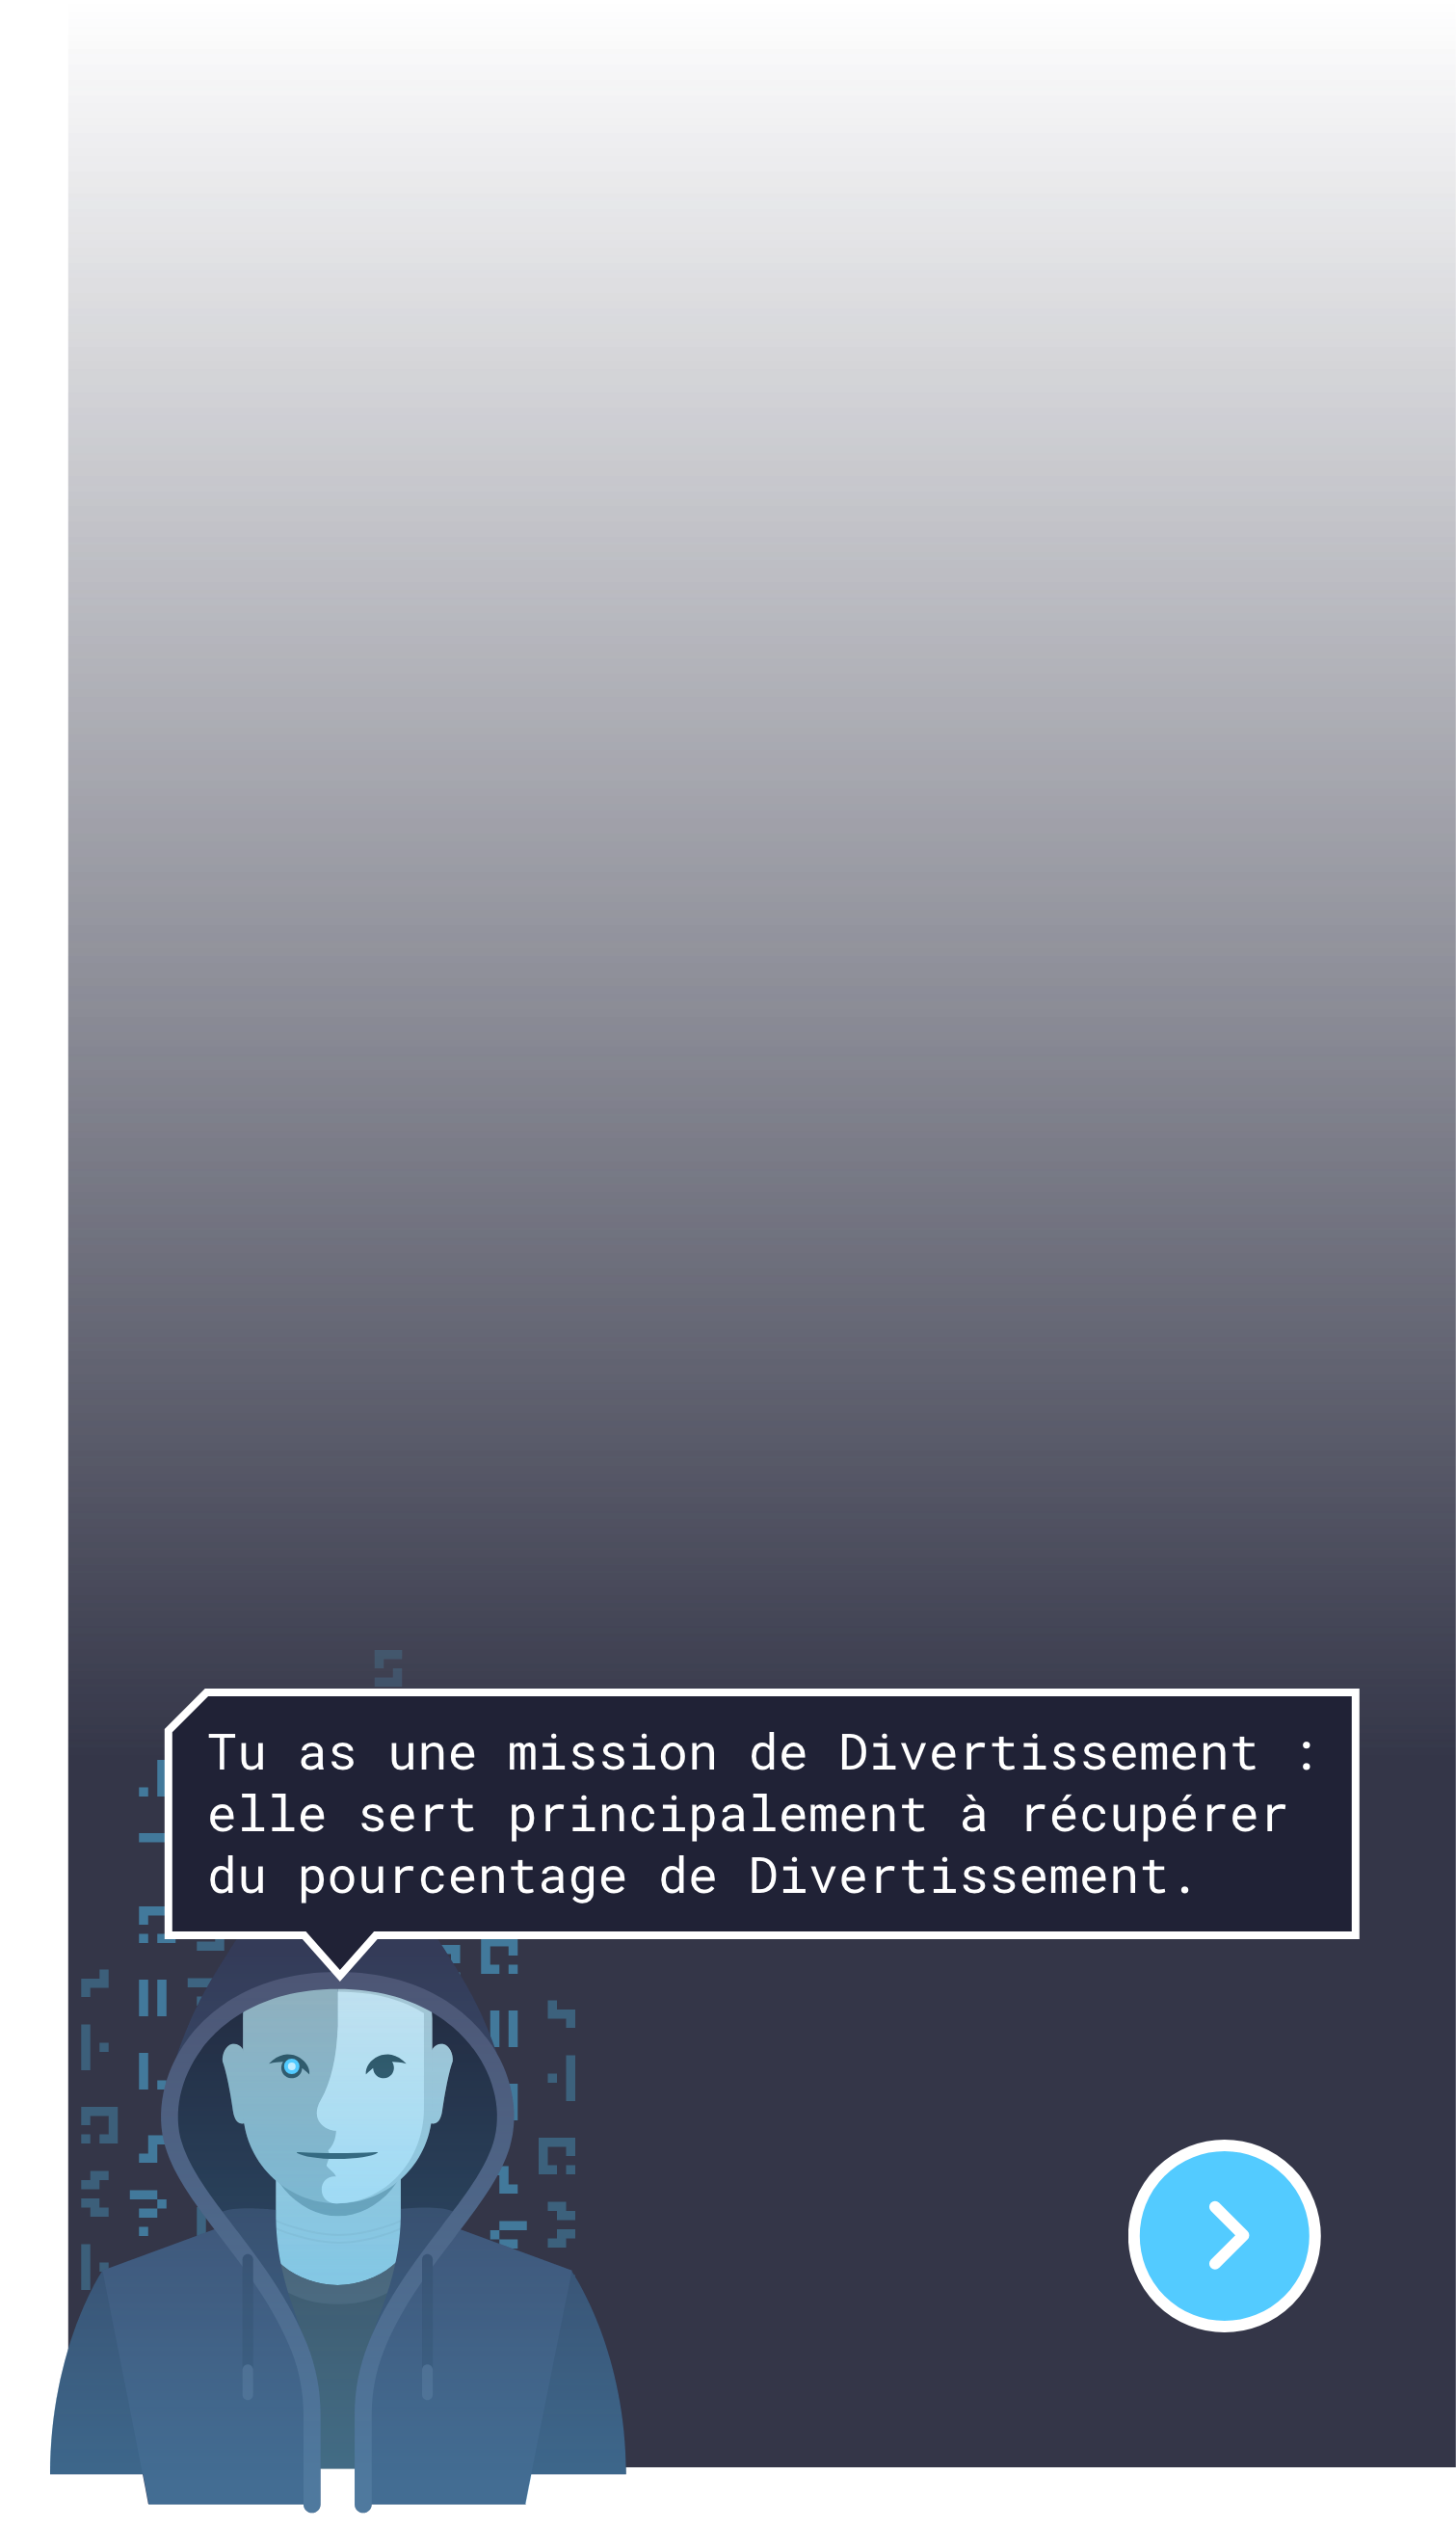 Tu as une mission de Divertissement :
elle sert principalement à récupérer
du pourcentage de Divertissement.